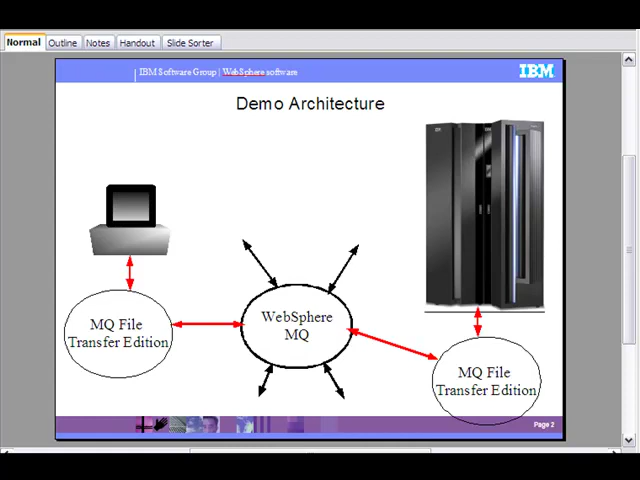 Normal
Outline
Notes
Handout
Slide Sorter
IBM Software Group | WebSphere software
IBM
Demo Architecture
WebSphere
MQ
MQ File
Transfer Edition
MQ File
Transfer Edition
Page 2